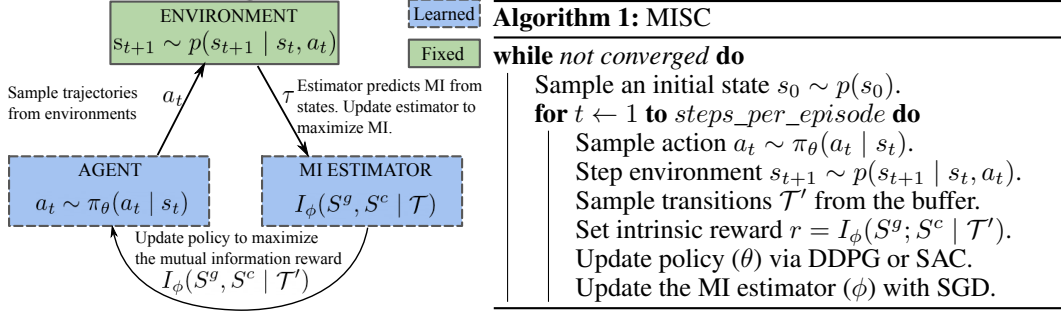 ENVIRONMENT
s_{t+1} ∼ p(s_{t+1} | s_t, a_t)
Learned
Fixed
Sample trajectories
from environments
a_t
τ
Estimator predicts MI from
states. Update estimator to
maximize MI.
AGENT
a_t ∼ π_θ(a_t | s_t)
MI ESTIMATOR
I_ϕ(S^g, S^c | 𝒯)
Update policy to maximize
the mutual information reward
I_ϕ(S^g, S^c | 𝒯′)
Algorithm 1: MISC
while not converged do
Sample an initial state s_0 ∼ p(s_0).
for t ← 1 to steps_per_episode do
Sample action a_t ∼ π_θ(a_t | s_t).
Step environment s_{t+1} ∼ p(s_{t+1} | s_t, a_t).
Sample transitions 𝒯′ from the buffer.
Set intrinsic reward r = I_ϕ(S^g; S^c | 𝒯′).
Update policy (θ) via DDPG or SAC.
Update the MI estimator (ϕ) with SGD.